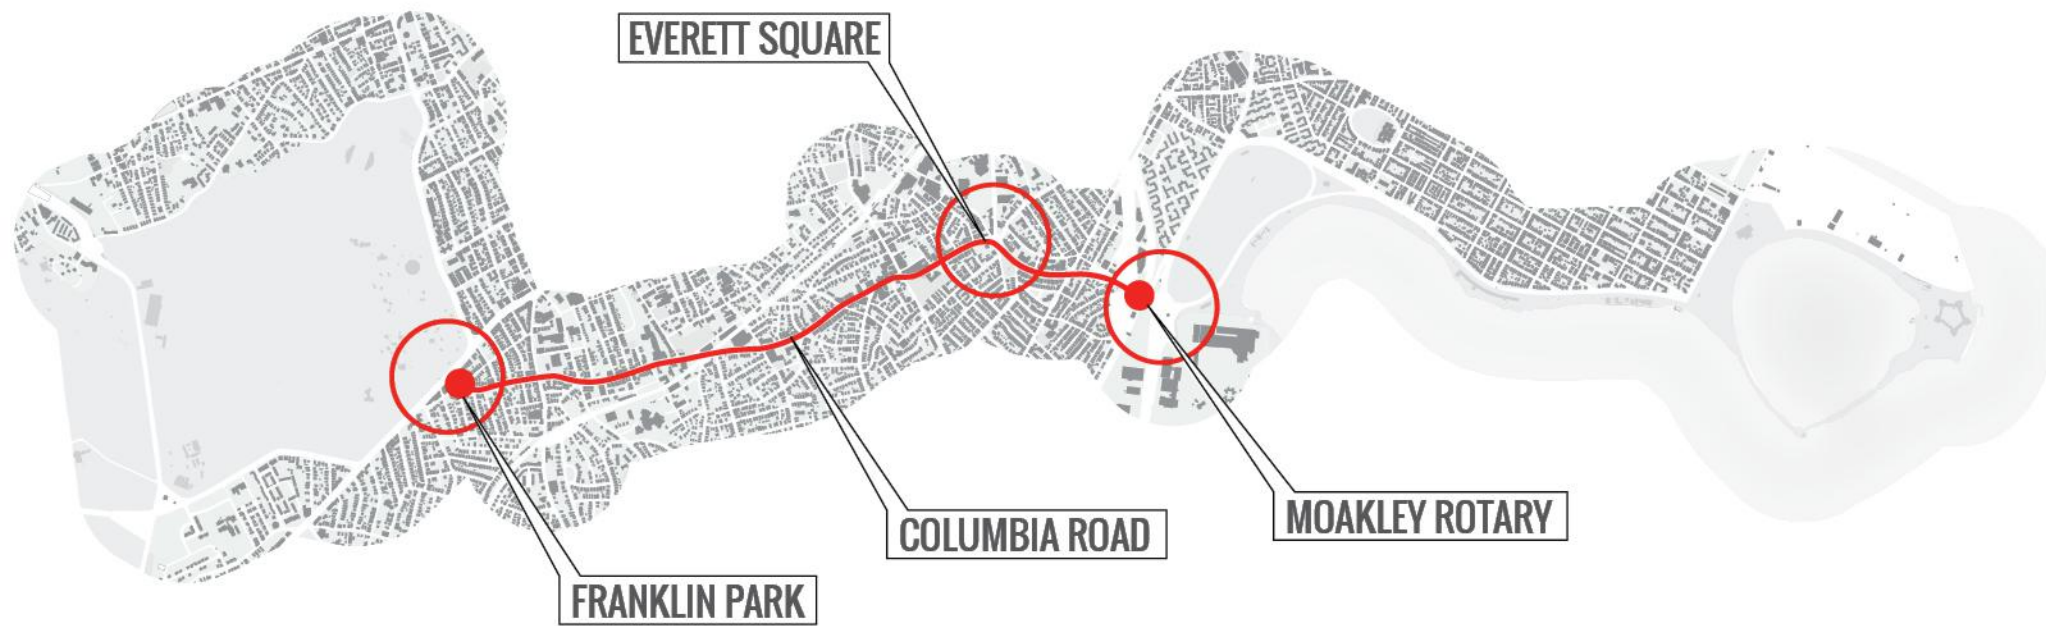 EVERETT SQUARE
MOAKLEY ROTARY
COLUMBIA ROAD
FRANKLIN PARK